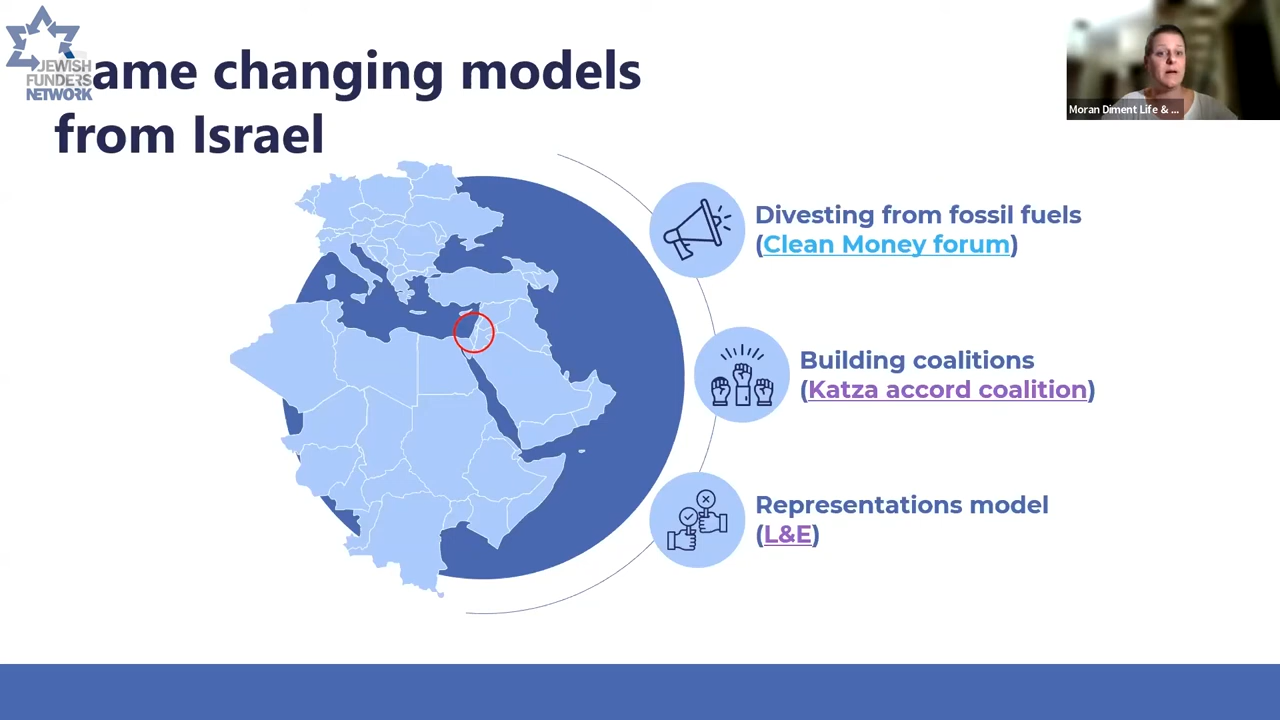 JEWISH
FUNDERS
NETWORK
ame changing models
from Israel
Moran Diment Life & ...
Divesting from fossil fuels
(Clean Money forum)
Building coalitions
(Katza accord coalition)
Representations model
(L&E)